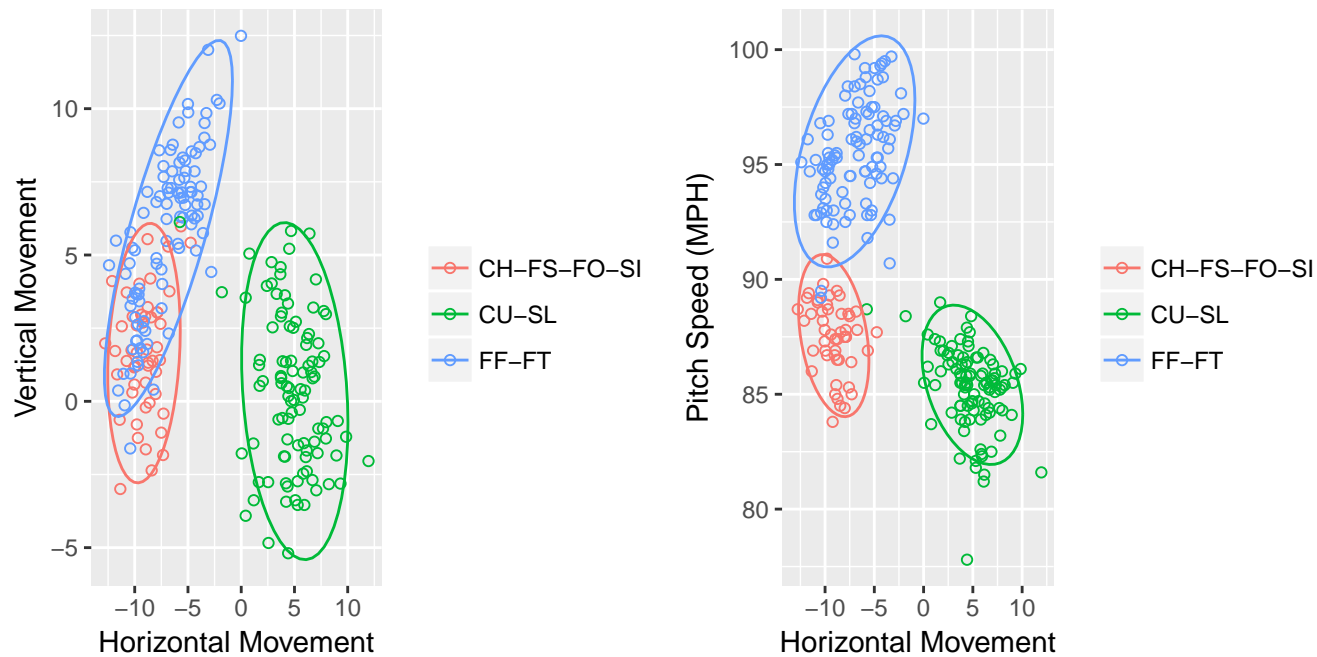 Vertical Movement
10
5
0
−5
−10 −5 0 5 10
Horizontal Movement
CH−FS−FO−SI
CU−SL
FF−FT
Pitch Speed (MPH)
100
95
90
85
80
−10 −5 0 5 10
Horizontal Movement
CH−FS−FO−SI
CU−SL
FF−FT